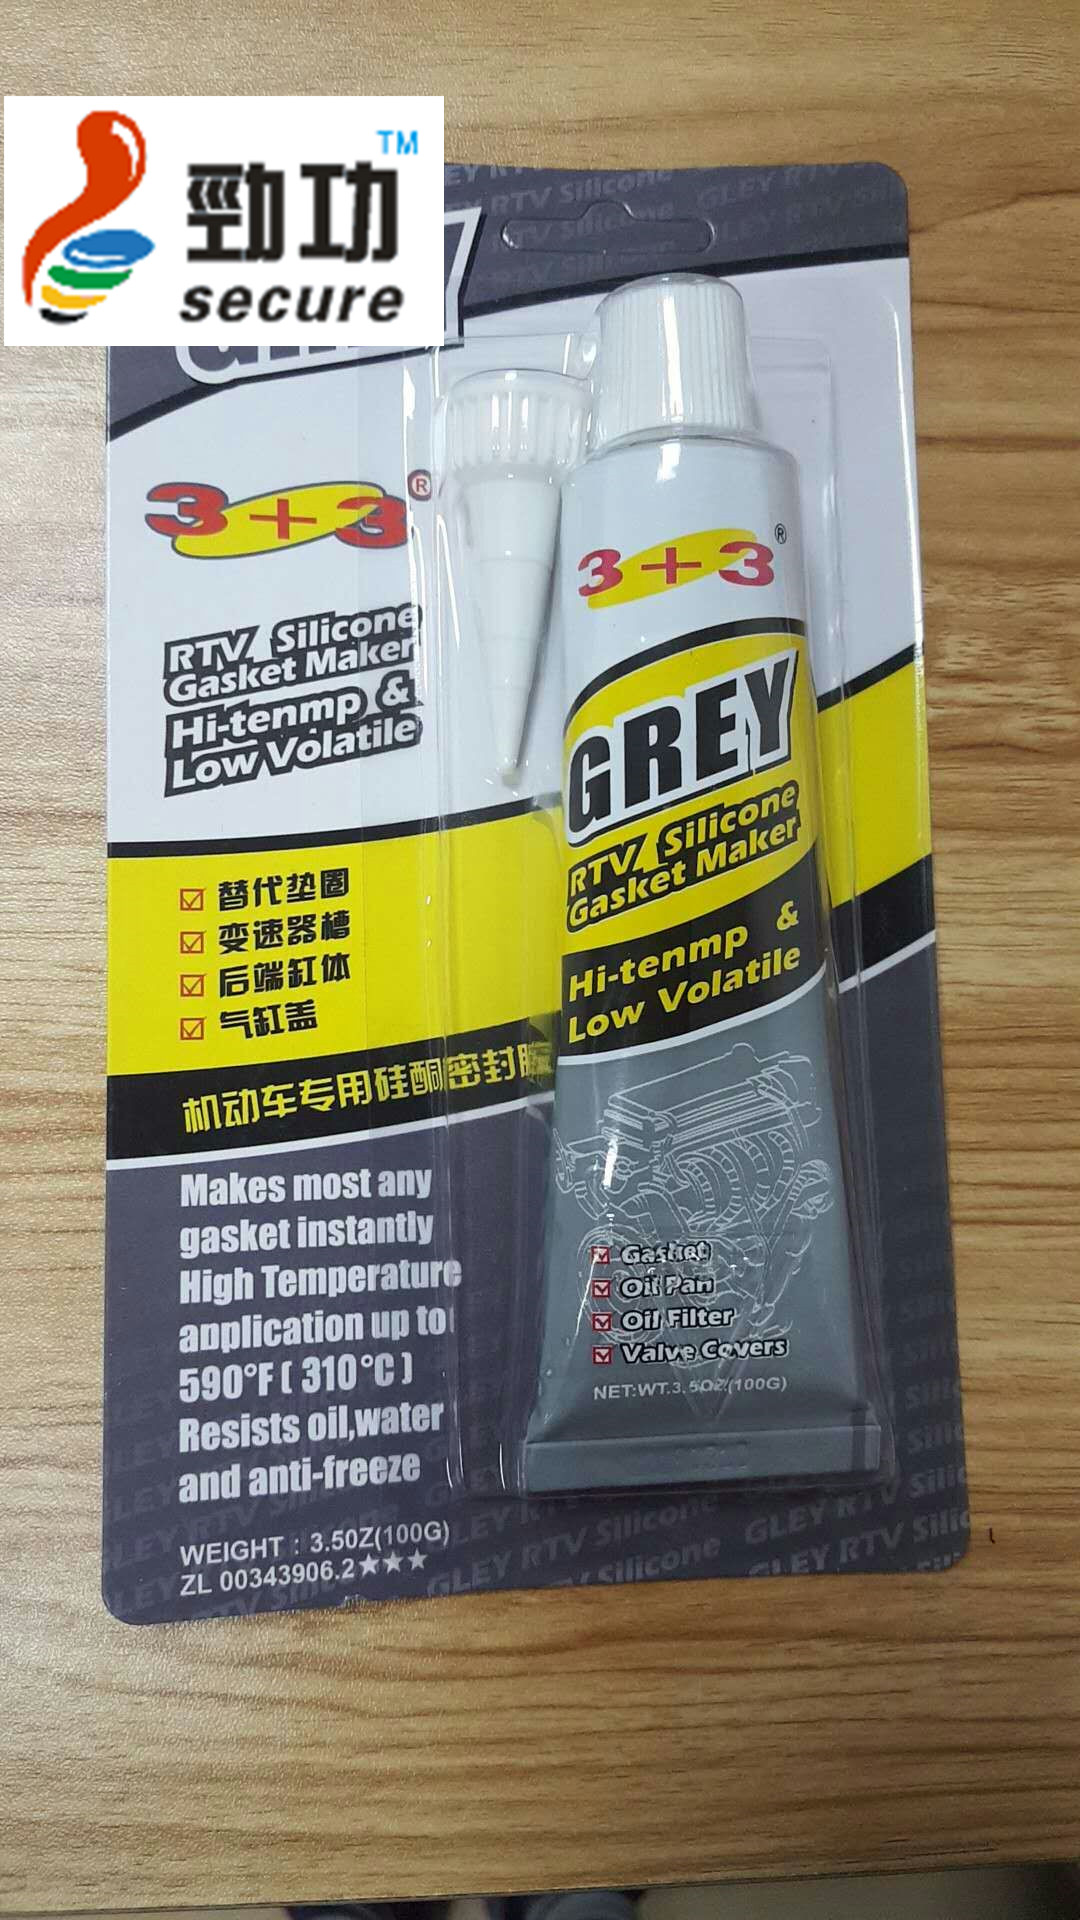 勁功
TM
secure
3+3®
RTV Silicone
Gasket Maker
Hi-tenmp &
Low Volatile
替代垫圈
变速器槽
后端缸体
气缸盖
机动车专用硅酮密封胶
Makes most any
gasket instantly
High Temperature
application up to
590°F ( 310°C )
Resists oil,water
and anti-freeze
WEIGHT : 3.5OZ(100G)
ZL 00343906.2★★★
3+3®
GREY
RTV Silicone
Gasket Maker
Hi-tenmp &
Low Volatile
Gasket
Oil Pan
Oil Filter
Valve Covers
NET:WT.3.5OZ.(100G)
GLEY RTV Silicone
GLEY RTV Silicone